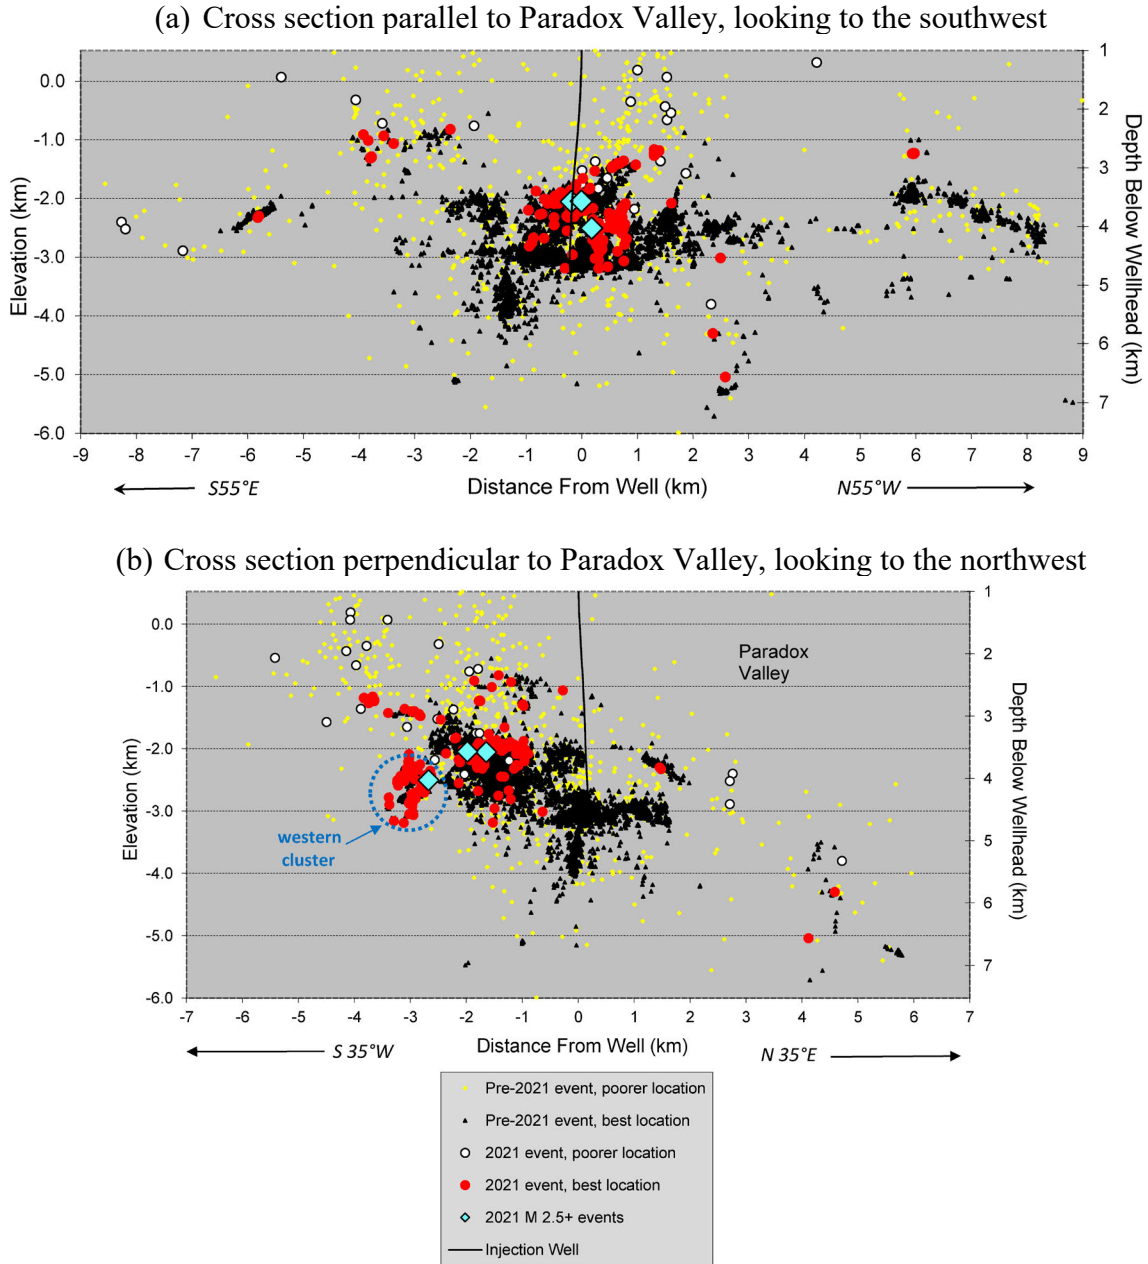 (a) Cross section parallel to Paradox Valley, looking to the southwest
Elevation (km)
0.0
-1.0
-2.0
-3.0
-4.0
-5.0
-6.0
1
2
3
4
5
6
7
Depth Below Wellhead (km)
-9 -8 -7 -6 -5 -4 -3 -2 -1 0 1 2 3 4 5 6 7 8 9
S55°E Distance From Well (km) N55°W
(b) Cross section perpendicular to Paradox Valley, looking to the northwest
Elevation (km)
0.0
-1.0
-2.0
-3.0
-4.0
-5.0
-6.0
Paradox
Valley
western
cluster
1
2
3
4
5
6
7
Depth Below Wellhead (km)
-7 -6 -5 -4 -3 -2 -1 0 1 2 3 4 5 6 7
S 35°W Distance From Well (km) N 35°E
Pre-2021 event, poorer location
Pre-2021 event, best location
2021 event, poorer location
2021 event, best location
2021 M 2.5+ events
Injection Well